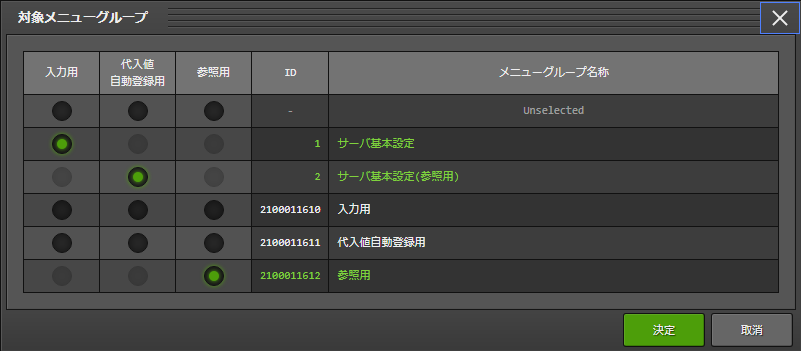 対象メニューグループ
入力用
代入値
自動登録用
参照用
ID
メニューグループ名称
-
Unselected
1
サーバ基本設定
2
サーバ基本設定(参照用)
2100011610
入力用
2100011611
代入値自動登録用
2100011612
参照用
決定
取消